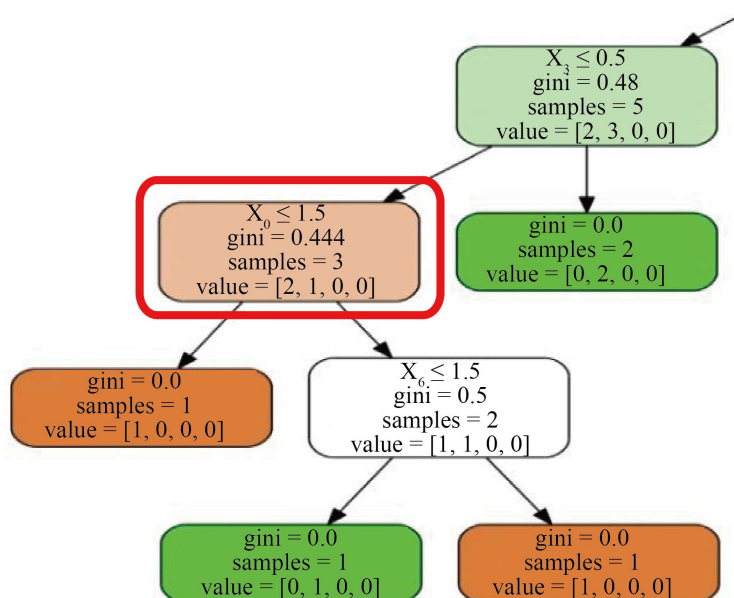 X₃ ≤ 0.5
gini = 0.48
samples = 5
value = [2, 3, 0, 0]
X₀ ≤ 1.5
gini = 0.444
samples = 3
value = [2, 1, 0, 0]
gini = 0.0
samples = 2
value = [0, 2, 0, 0]
gini = 0.0
samples = 1
value = [1, 0, 0, 0]
X₆ ≤ 1.5
gini = 0.5
samples = 2
value = [1, 1, 0, 0]
gini = 0.0
samples = 1
value = [0, 1, 0, 0]
gini = 0.0
samples = 1
value = [1, 0, 0, 0]